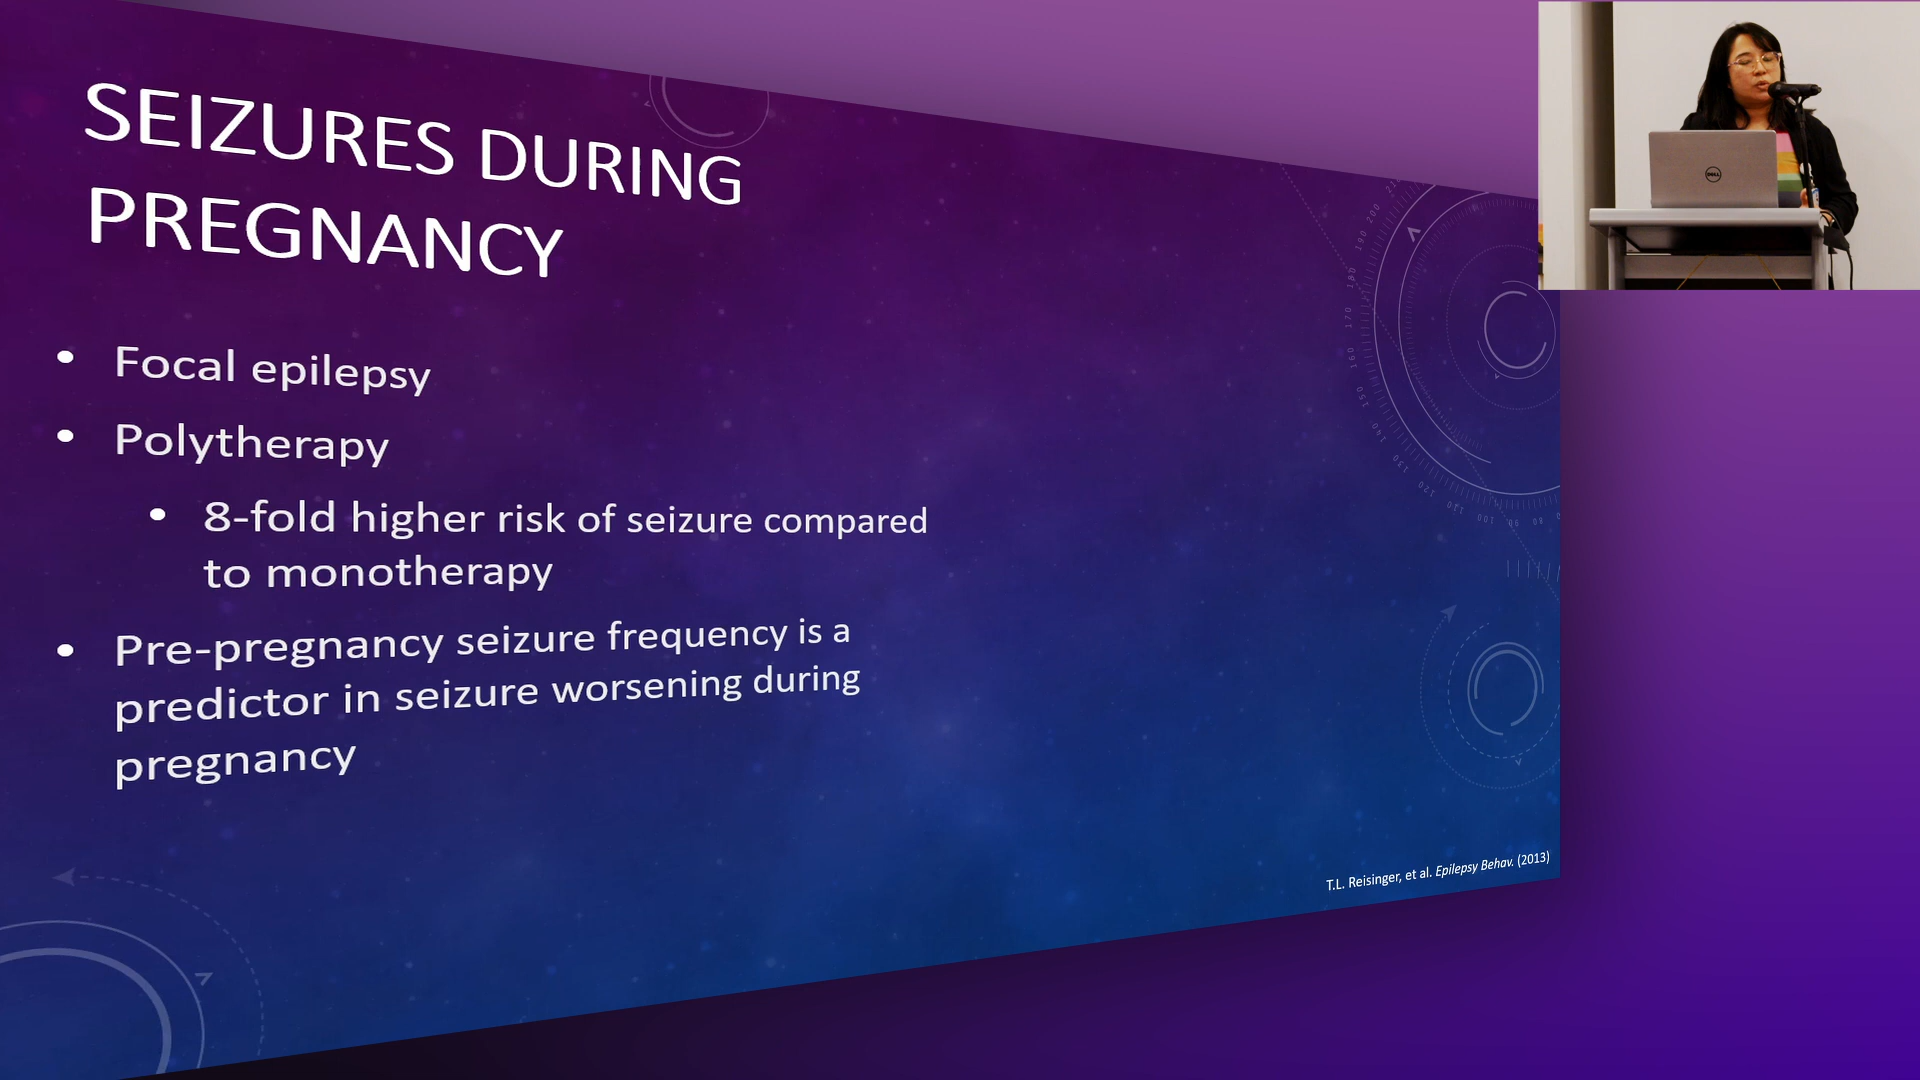 SEIZURES DURING
PREGNANCY
• Focal epilepsy
• Polytherapy
• 8-fold higher risk of seizure compared
to monotherapy
• Pre-pregnancy seizure frequency is a
predictor in seizure worsening during
pregnancy
T.L. Reisinger, et al. Epilepsy Behav. (2013)
DELL